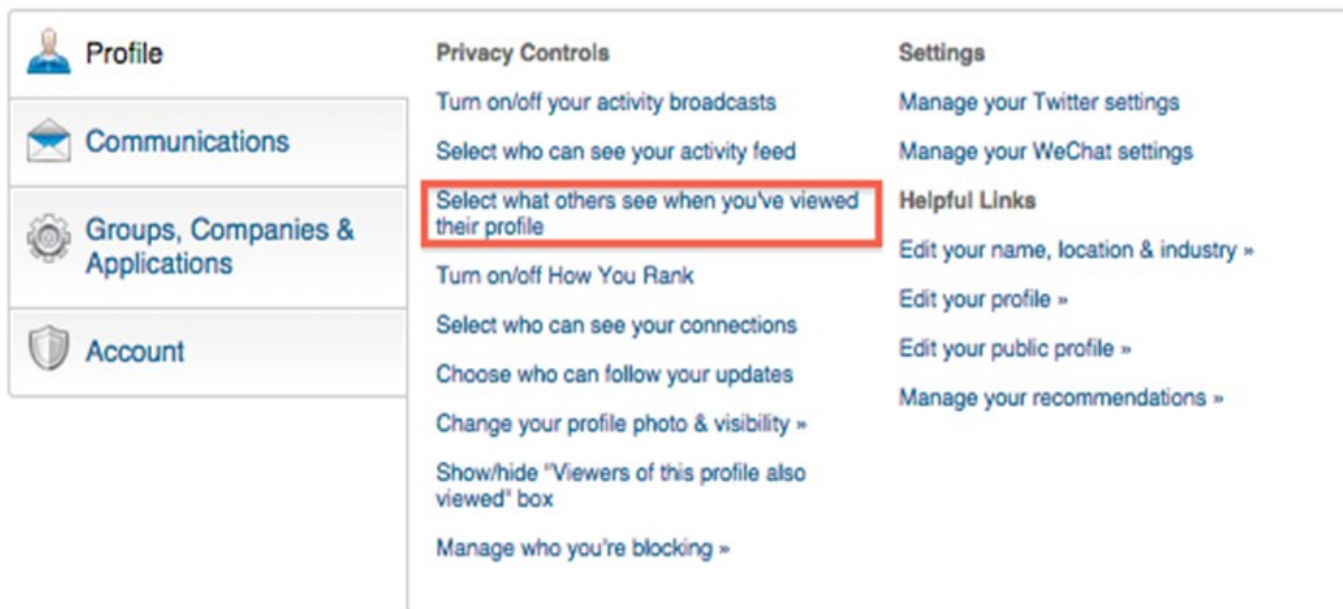 Profile
Communications
Groups, Companies &
Applications
Account
Privacy Controls
Turn on/off your activity broadcasts
Select who can see your activity feed
Select what others see when you've viewed
their profile
Turn on/off How You Rank
Select who can see your connections
Choose who can follow your updates
Change your profile photo & visibility »
Show/hide "Viewers of this profile also
viewed" box
Manage who you're blocking »
Settings
Manage your Twitter settings
Manage your WeChat settings
Helpful Links
Edit your name, location & industry »
Edit your profile »
Edit your public profile »
Manage your recommendations »